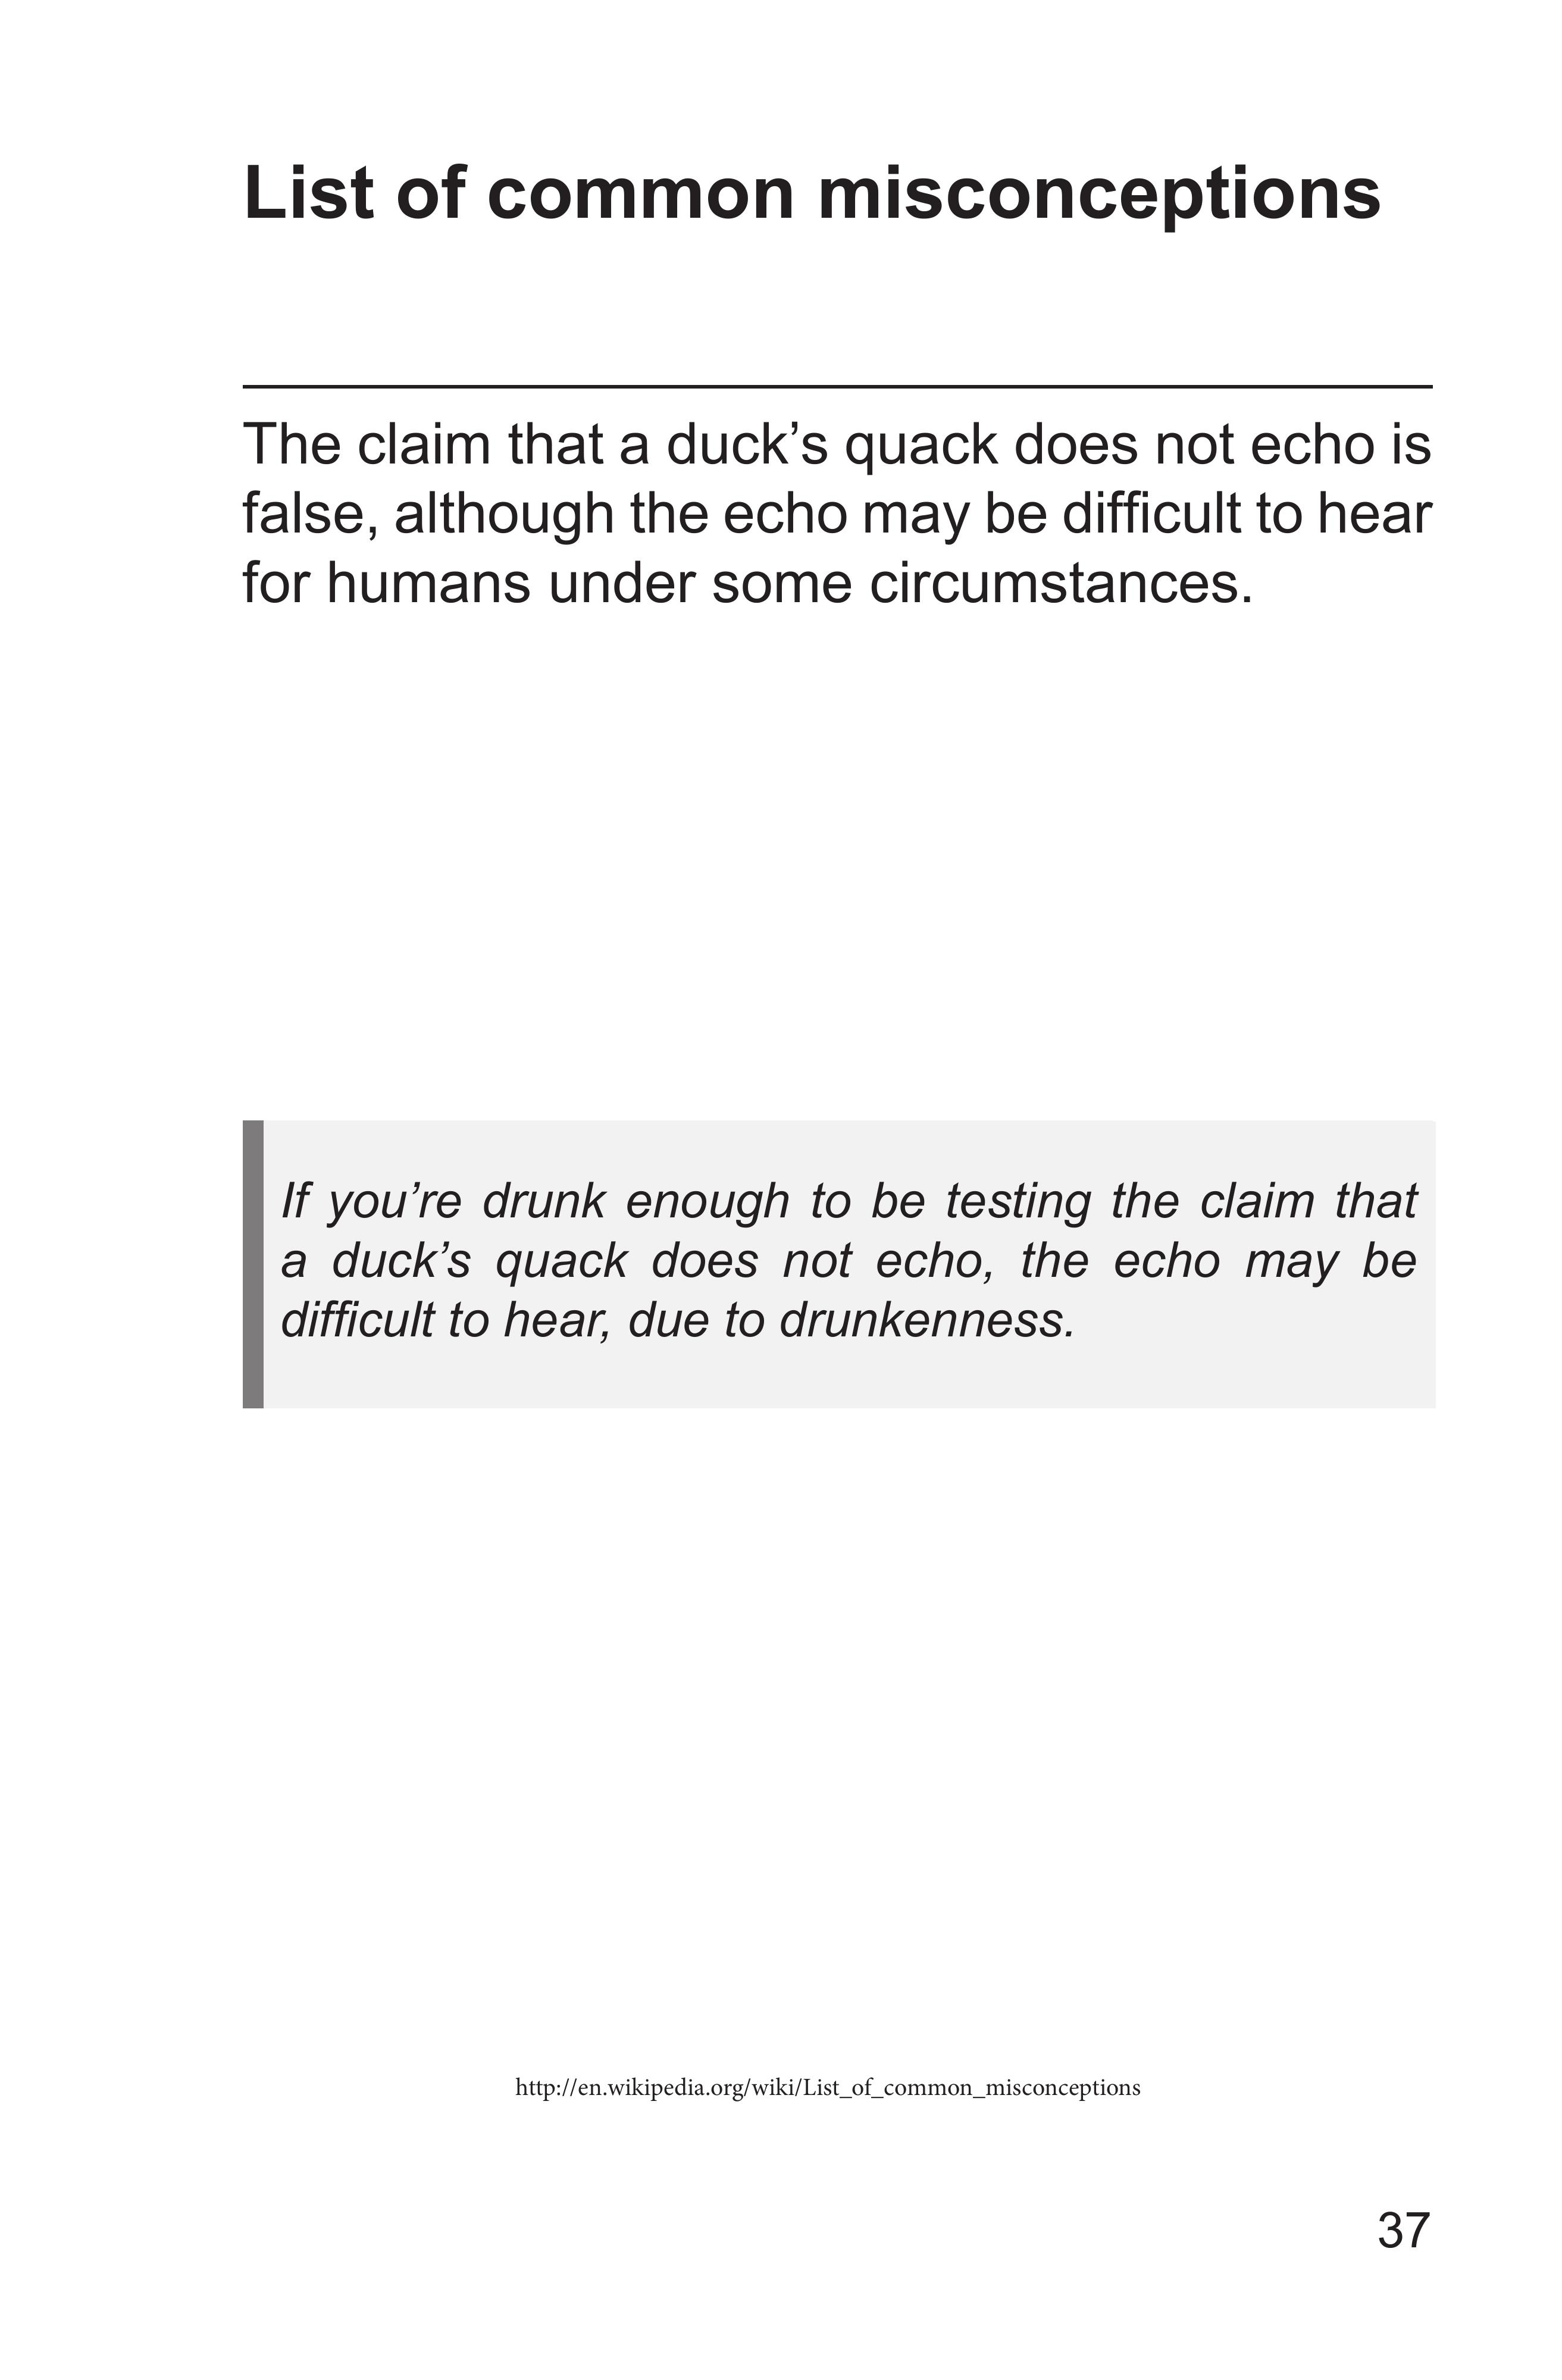 List of common misconceptions
The claim that a duck’s quack does not echo is
false, although the echo may be difficult to hear
for humans under some circumstances.
If you’re drunk enough to be testing the claim that
a duck’s quack does not echo, the echo may be
difficult to hear, due to drunkenness.
http://en.wikipedia.org/wiki/List_of_common_misconceptions
37